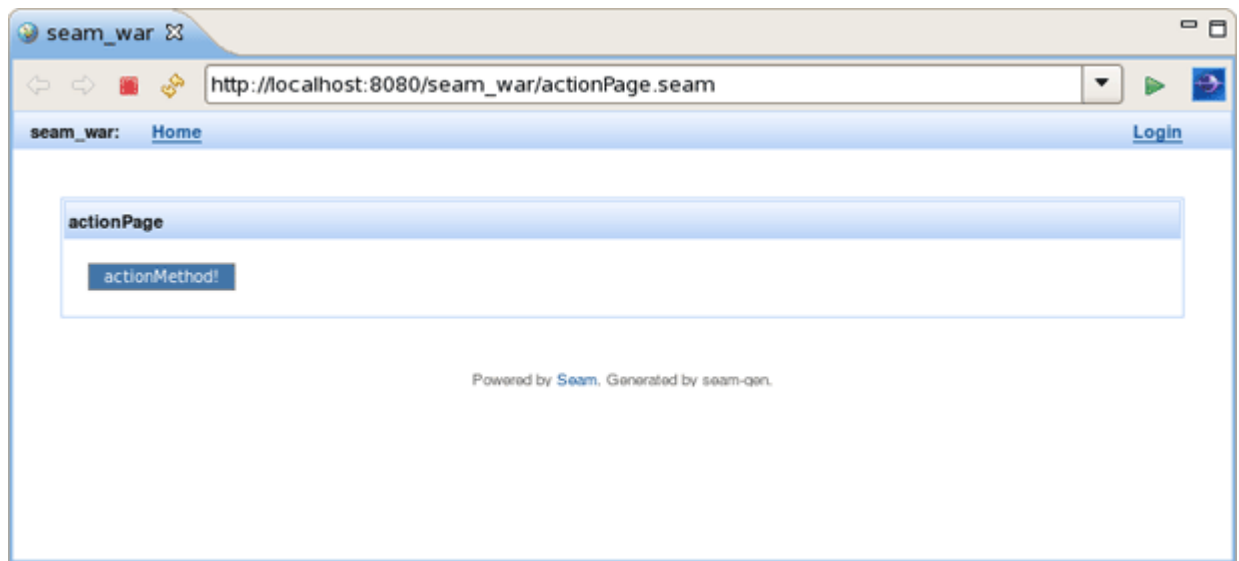 seam_war
http://localhost:8080/seam_war/actionPage.seam
seam_war: Home Login
actionPage
actionMethod!
Powered by Seam. Generated by seam-gen.